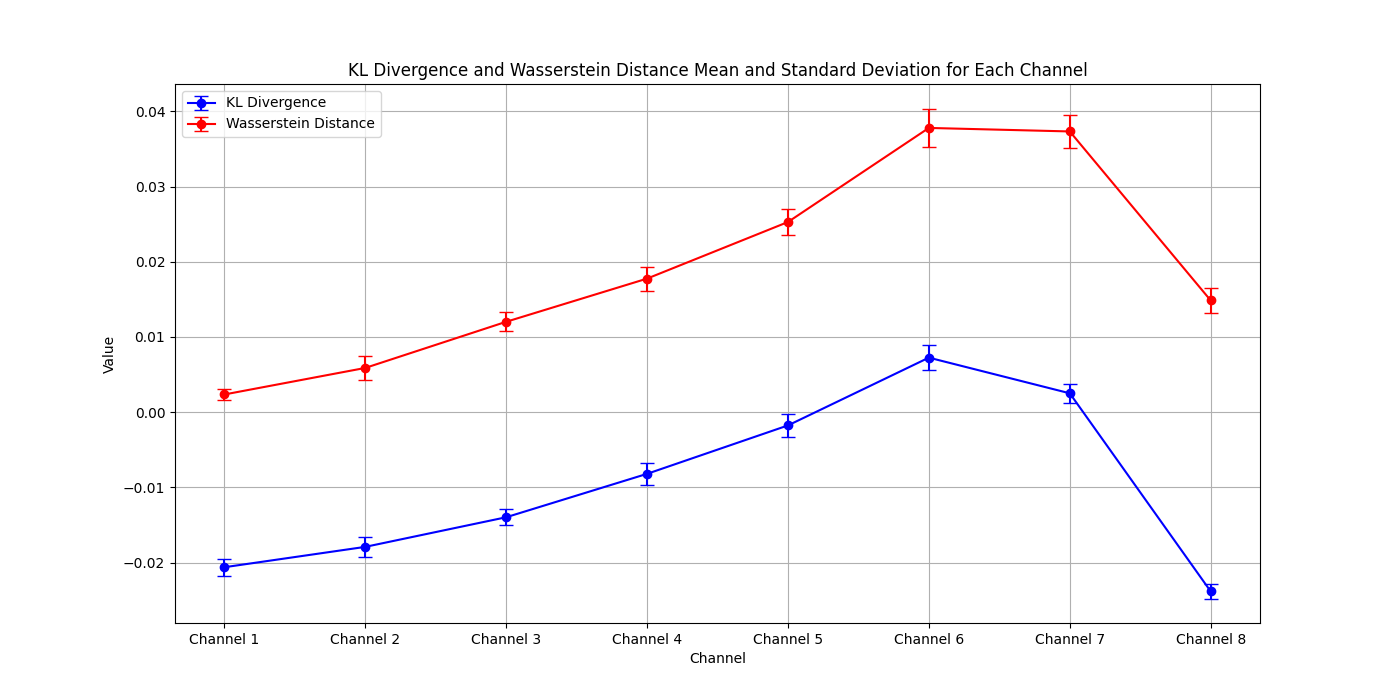 KL Divergence and Wasserstein Distance Mean and Standard Deviation for Each Channel
KL Divergence
Wasserstein Distance
0.04
0.03
0.02
0.01
0.00
−0.01
−0.02
Value
Channel 1 Channel 2 Channel 3 Channel 4 Channel 5 Channel 6 Channel 7 Channel 8
Channel